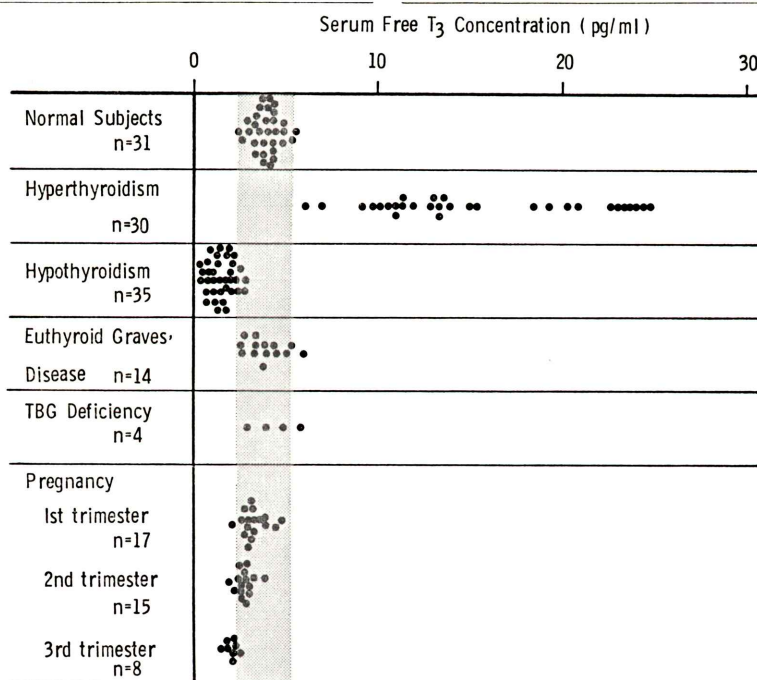 Serum Free T3 Concentration ( pg/ml )
0 10 20 30
Normal Subjects
n=31
Hyperthyroidism
n=30
Hypothyroidism
n=35
Euthyroid Graves'
Disease n=14
TBG Deficiency
n=4
Pregnancy
1st trimester
n=17
2nd trimester
n=15
3rd trimester
n=8